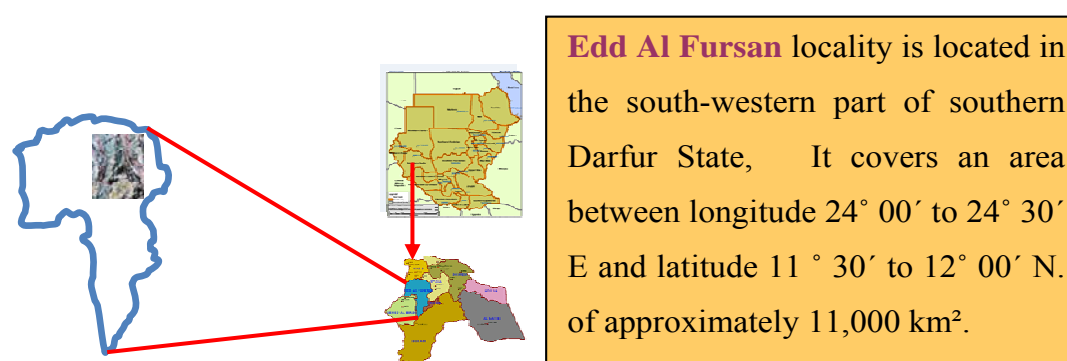 Edd Al Fursan locality is located in
the south-western part of southern
Darfur State, It covers an area
between longitude 24˚ 00´ to 24˚ 30´
E and latitude 11 ˚ 30´ to 12˚ 00´ N.
of approximately 11,000 km².